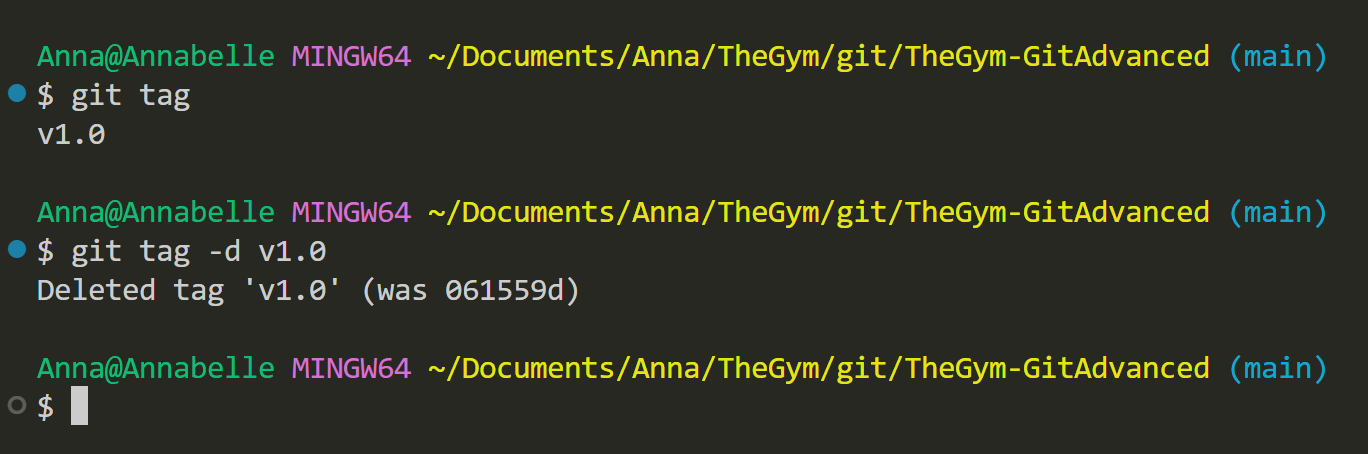 Anna@Annabelle MINGW64 ~/Documents/Anna/TheGym/git/TheGym-GitAdvanced (main)
$ git tag
v1.0
Anna@Annabelle MINGW64 ~/Documents/Anna/TheGym/git/TheGym-GitAdvanced (main)
$ git tag -d v1.0
Deleted tag 'v1.0' (was 061559d)
Anna@Annabelle MINGW64 ~/Documents/Anna/TheGym/git/TheGym-GitAdvanced (main)
$